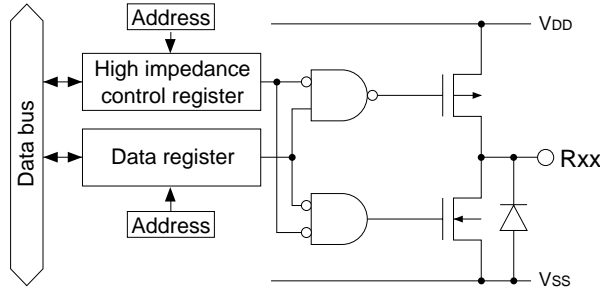 Address
VDD
High impedance
control register
Data bus
Data register
Rxx
Address
VSS